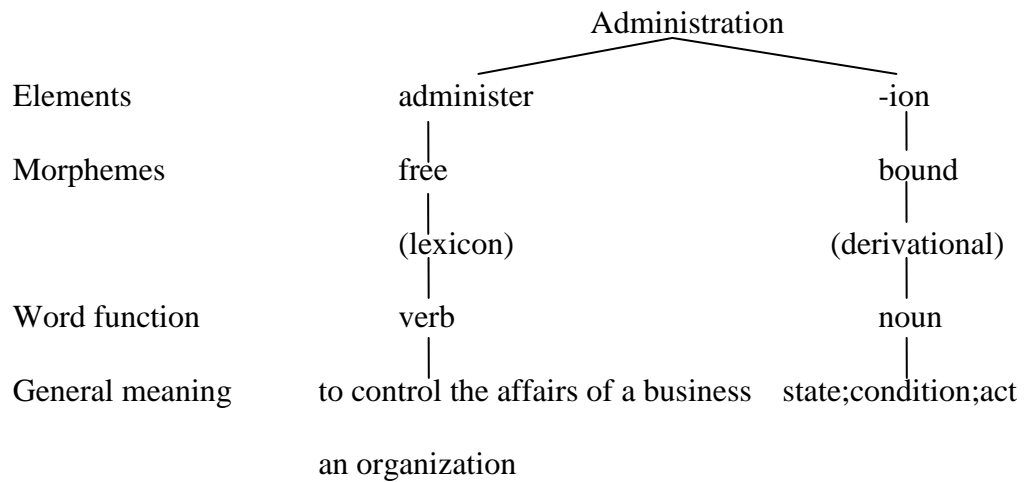 Administration
Elements administer -ion
Morphemes free bound
(lexicon) (derivational)
Word function verb noun
General meaning to control the affairs of a business state;condition;act
an organization